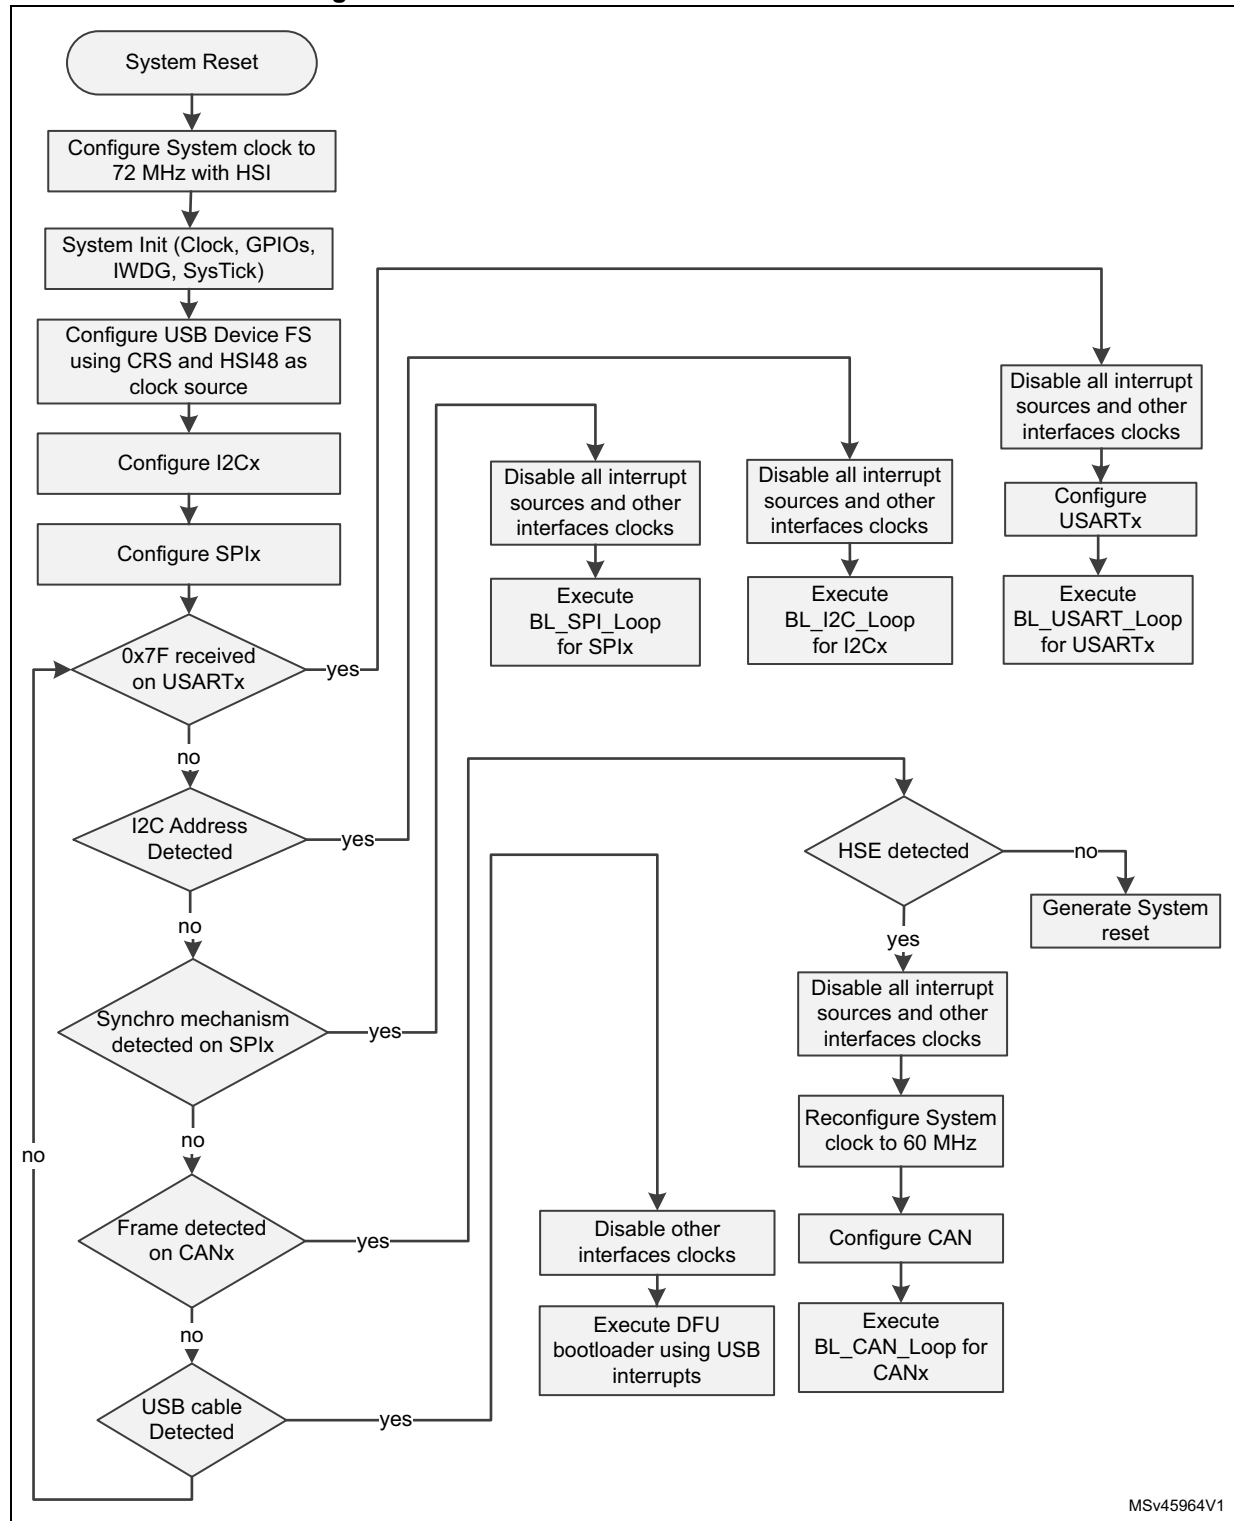 System Reset
Configure System clock to
72 MHz with HSI
System Init (Clock, GPIOs,
IWDG, SysTick)
Configure USB Device FS
using CRS and HSI48 as
clock source
Configure I2Cx
Configure SPIx
0x7F received
on USARTx
yes
no
I2C Address
Detected
yes
no
Synchro mechanism
detected on SPIx
yes
no
Frame detected
on CANx
yes
no
USB cable
Detected
yes
no
Disable all interrupt
sources and other
interfaces clocks
Execute
BL_SPI_Loop
for SPIx
Disable all interrupt
sources and other
interfaces clocks
Execute
BL_I2C_Loop
for I2Cx
Disable all interrupt
sources and other
interfaces clocks
Configure
USARTx
Execute
BL_USART_Loop
for USARTx
HSE detected
no
Generate System
reset
yes
Disable all interrupt
sources and other
interfaces clocks
Reconfigure System
clock to 60 MHz
Configure CAN
Execute
BL_CAN_Loop for
CANx
Disable other
interfaces clocks
Execute DFU
bootloader using USB
interrupts
MSv45964V1